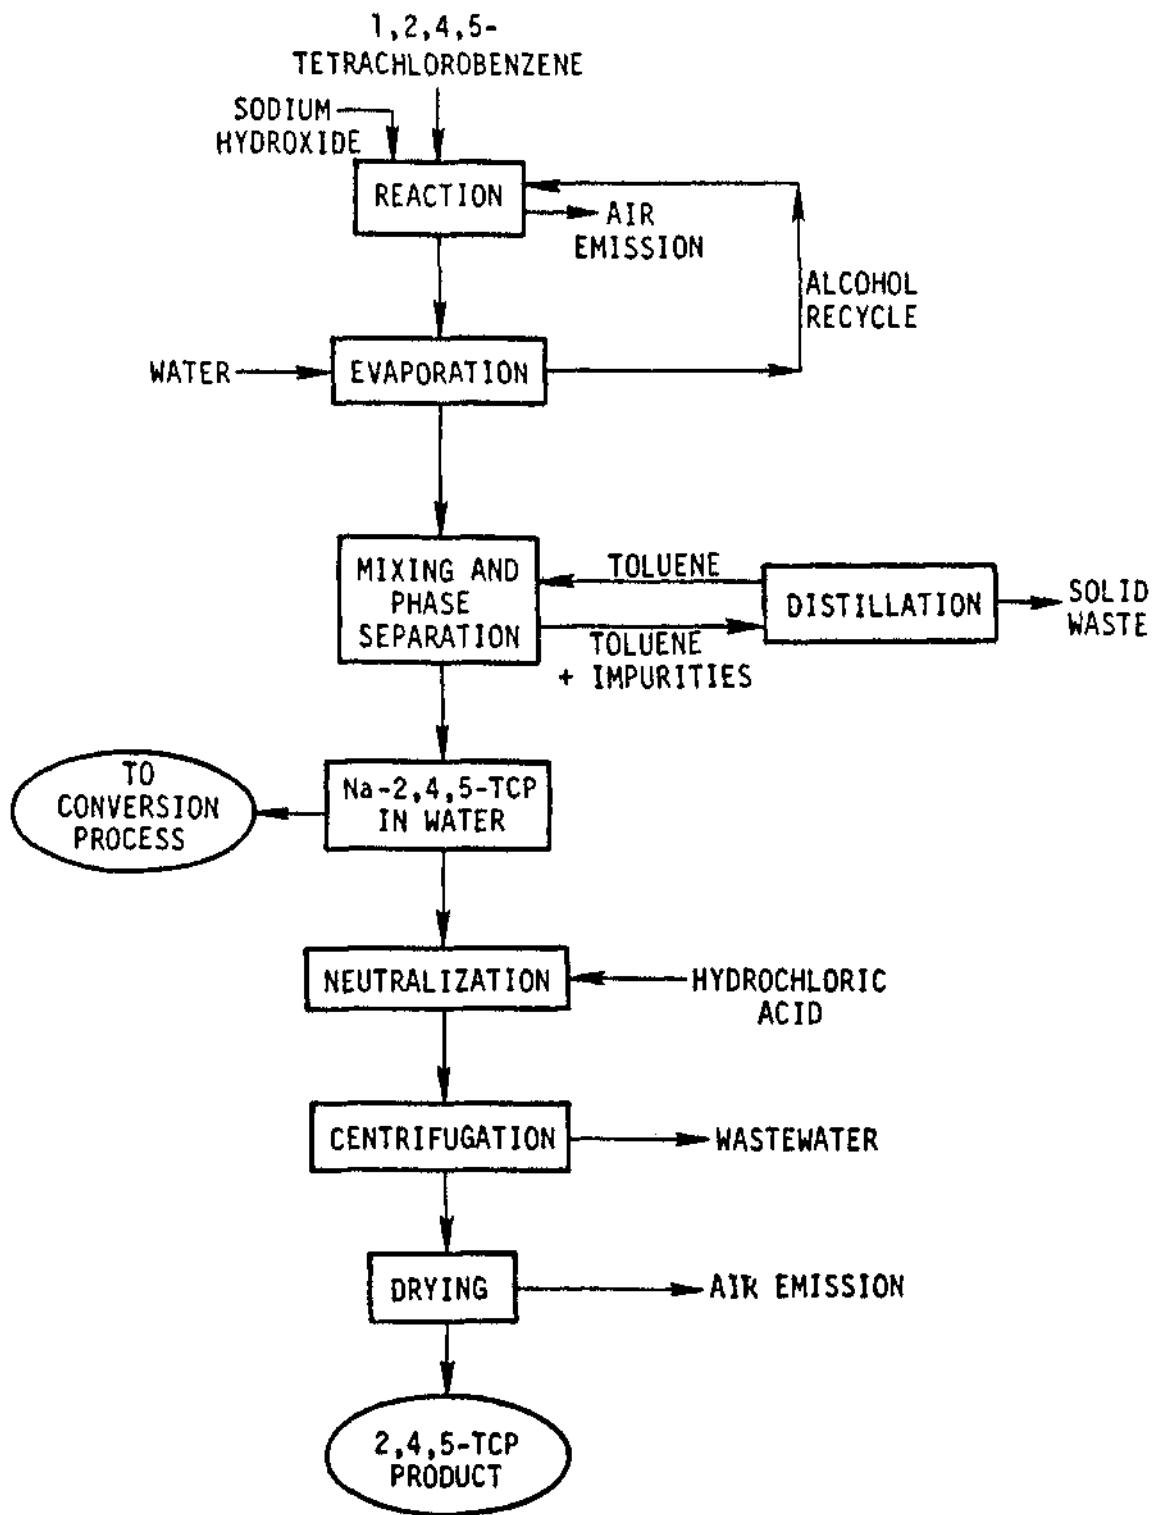 1,2,4,5-
TETRACHLOROBENZENE
SODIUM
HYDROXIDE
REACTION
AIR
EMISSION
ALCOHOL
RECYCLE
WATER
EVAPORATION
MIXING AND
PHASE
SEPARATION
TOLUENE
TOLUENE
+ IMPURITIES
DISTILLATION
SOLID
WASTE
TO
CONVERSION
PROCESS
Na-2,4,5-TCP
IN WATER
NEUTRALIZATION
HYDROCHLORIC
ACID
CENTRIFUGATION
WASTEWATER
DRYING
AIR EMISSION
2,4,5-TCP
PRODUCT